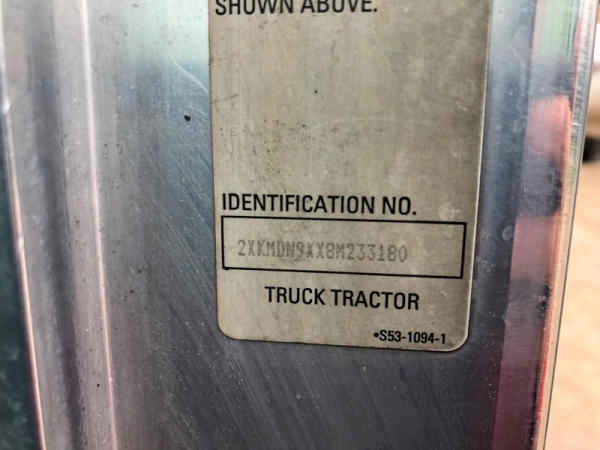 SHOWN ABOVE.
IDENTIFICATION NO.
2XKMDN9XX8M233180
TRUCK TRACTOR
•S53-1094-1